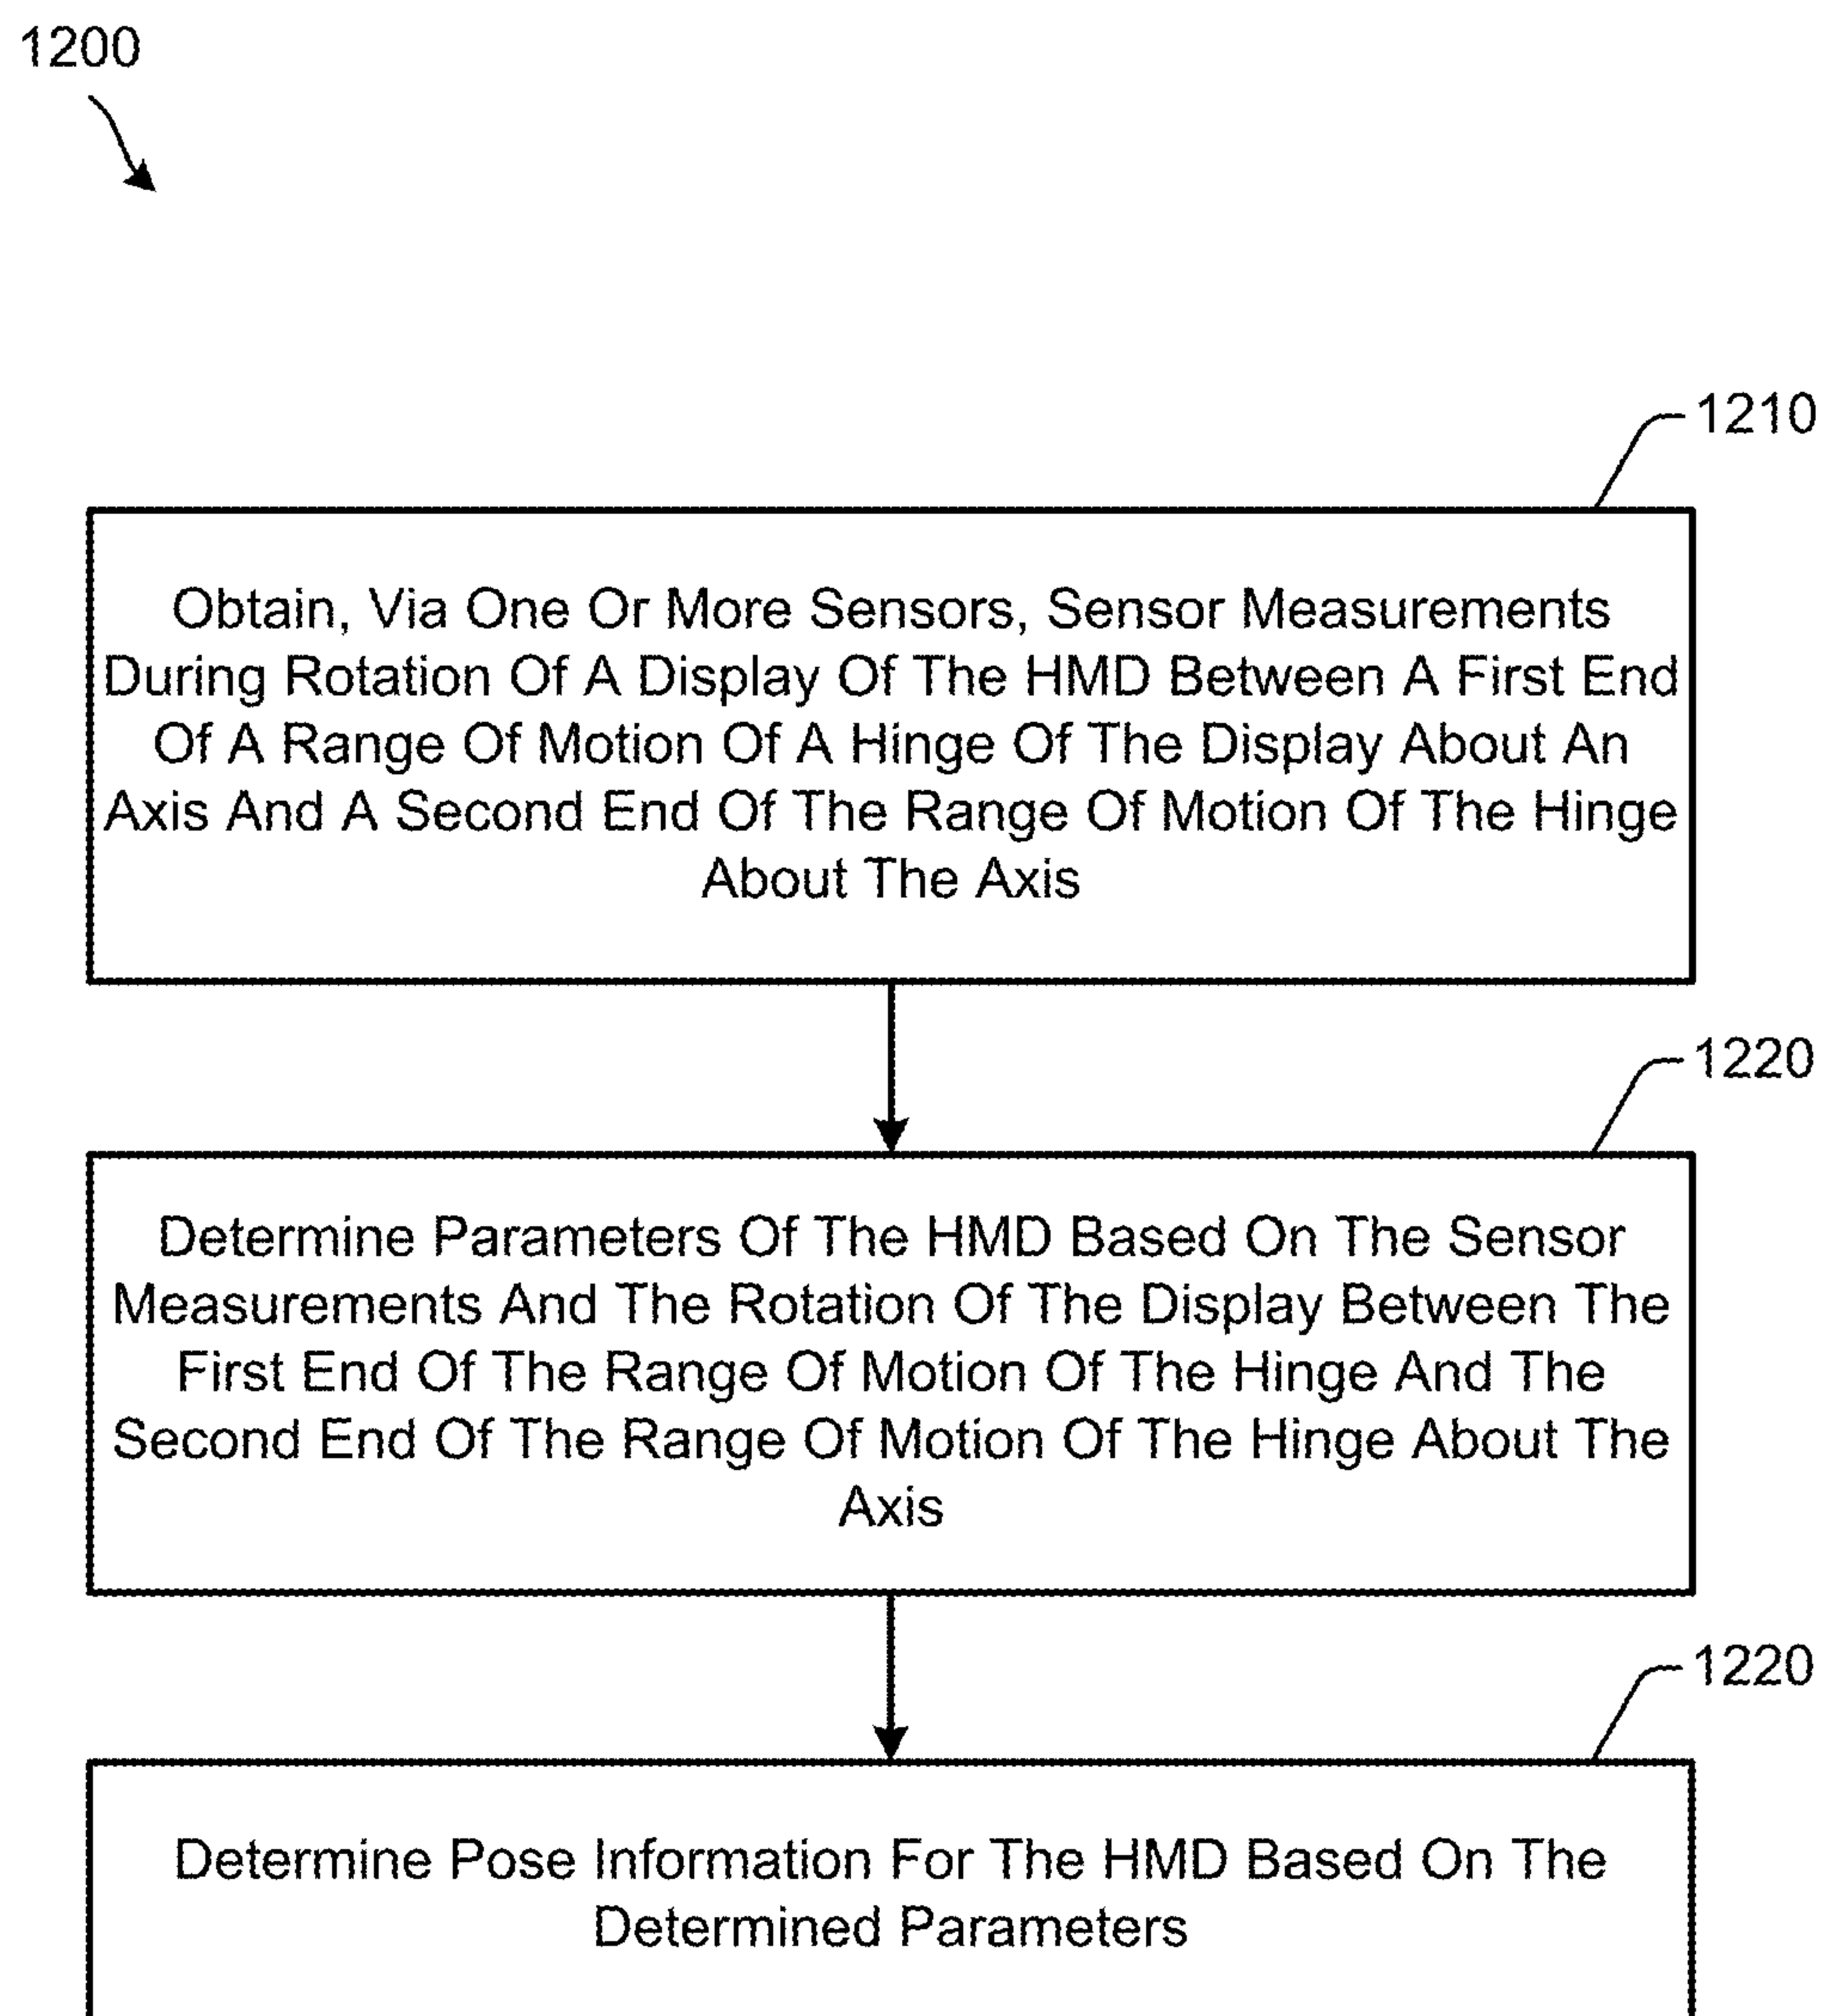 1200
1210
Obtain, Via One Or More Sensors, Sensor Measurements
During Rotation Of A Display Of The HMD Between A First End
Of A Range Of Motion Of A Hinge Of The Display About An
Axis And A Second End Of The Range Of Motion Of The Hinge
About The Axis
1220
Determine Parameters Of The HMD Based On The Sensor
Measurements And The Rotation Of The Display Between The
First End Of The Range Of Motion Of The Hinge And The
Second End Of The Range Of Motion Of The Hinge About The
Axis
1220
Determine Pose Information For The HMD Based On The
Determined Parameters